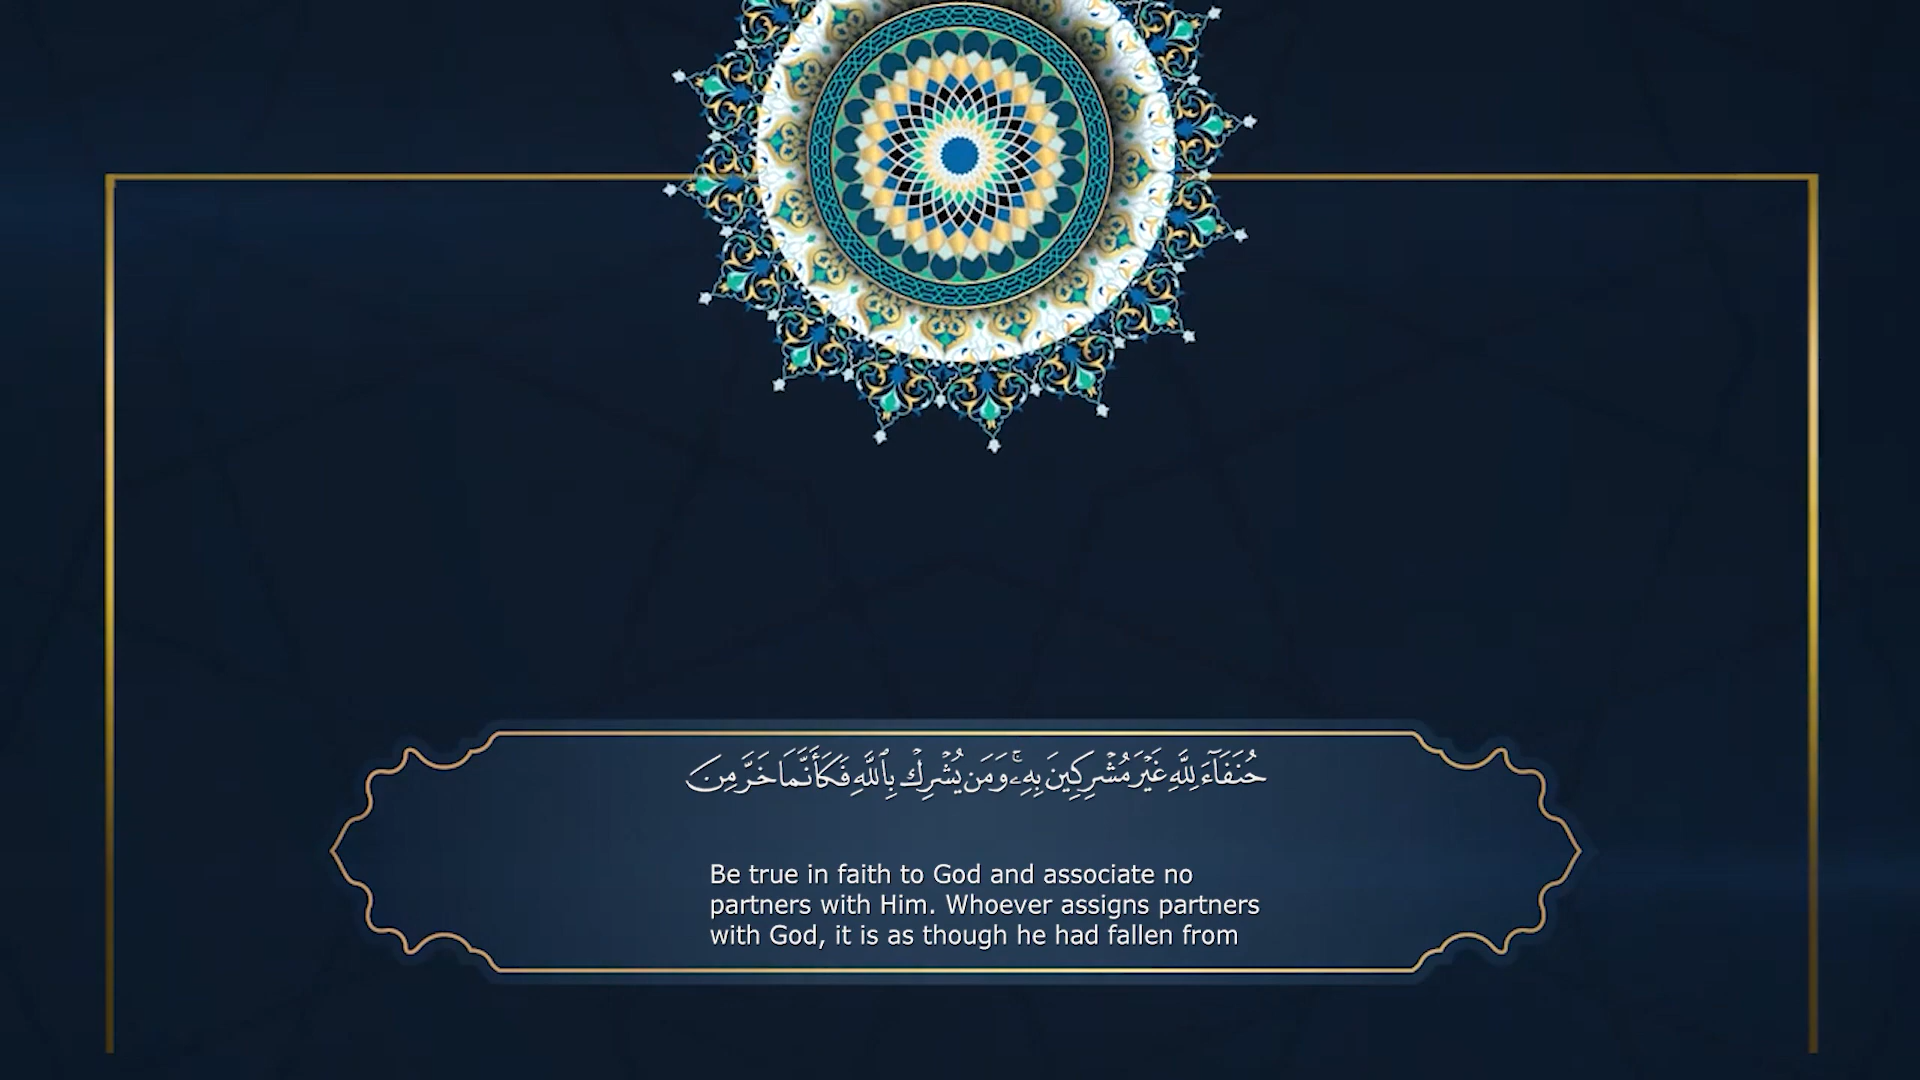 حُنَفَآءَ لِلَّهِ غَيْرَ مُشْرِكِينَ بِهِۦ ۚ وَمَن يُشْرِكْ بِٱللَّهِ فَكَأَنَّمَا خَرَّ مِنَ
Be true in faith to God and associate no
partners with Him. Whoever assigns partners
with God, it is as though he had fallen from